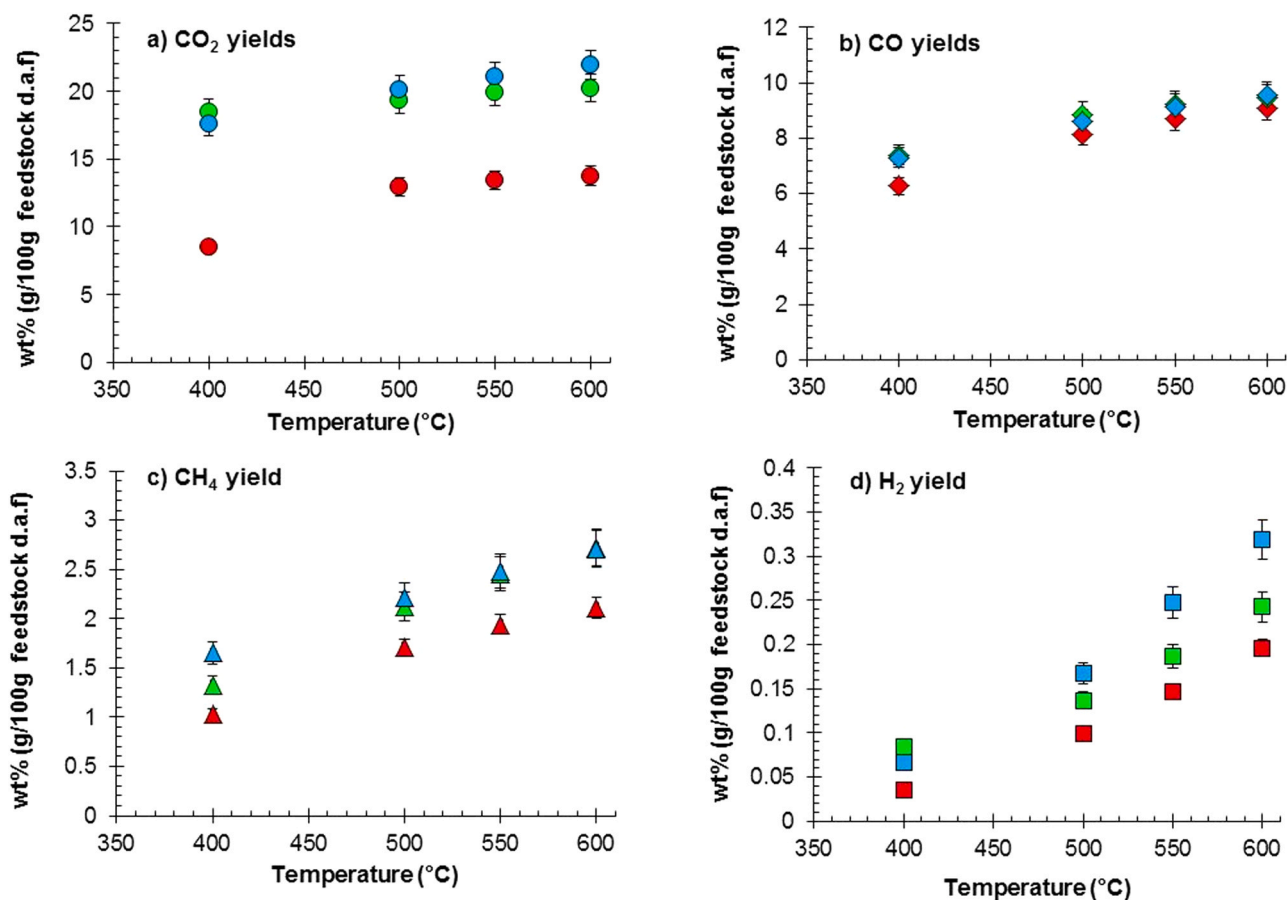 a) CO₂ yields
wt% (g/100g feedstock d.a.f)
25
20
15
10
5
0
350 400 450 500 550 600
Temperature (°C)
b) CO yields
wt% (g/100g feedstock d.a.f)
12
10
8
6
4
2
0
350 400 450 500 550 600
Temperature (°C)
c) CH₄ yield
wt% (g/100g feedstock d.a.f)
3.5
3
2.5
2
1.5
1
0.5
0
350 400 450 500 550 600
Temperature (°C)
d) H₂ yield
wt% (g/100g feedstock d.a.f)
0.4
0.35
0.3
0.25
0.2
0.15
0.1
0.05
0
350 400 450 500 550 600
Temperature (°C)